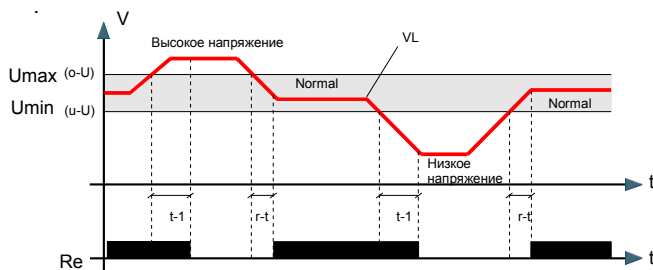 V
Высокое напряжение
VL
Umax (o-U)
Normal
Umin (u-U)
Normal
Низкое
напряжение
t
t-1
r-t
t-1
r-t
Re
t